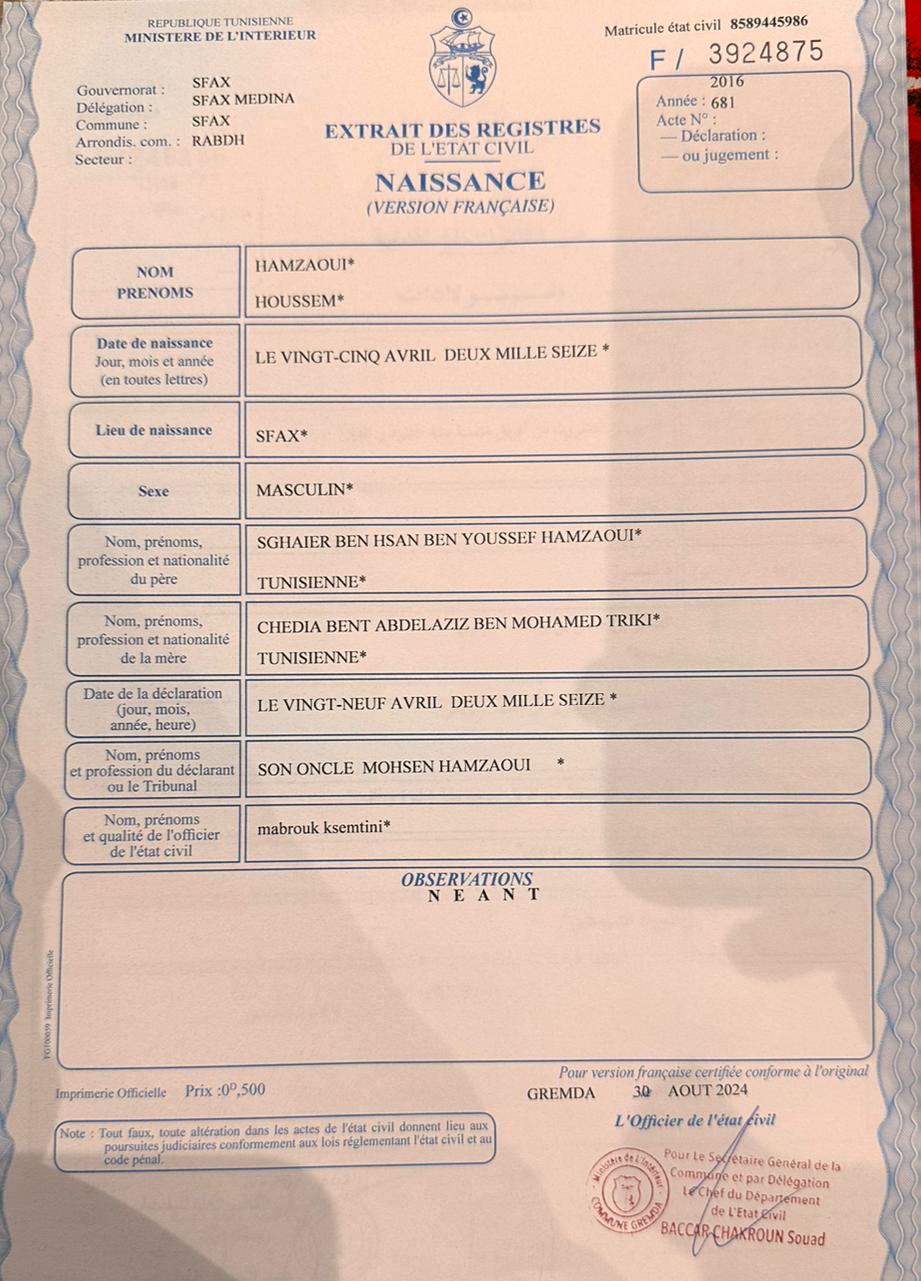 REPUBLIQUE TUNISIENNE
MINISTERE DE L'INTERIEUR
Matricule état civil 8589445986
F / 3924875
Gouvernorat : SFAX
Délégation : SFAX MEDINA
Commune : SFAX
Arrondis. com. : RABDH
Secteur :
2016
Année : 681
Acte N° :
— Déclaration :
— ou jugement :
EXTRAIT DES REGISTRES
DE L'ETAT CIVIL
NAISSANCE
(VERSION FRANÇAISE)
NOM
PRENOMS
HAMZAOUI*
HOUSSEM*
Date de naissance
Jour, mois et année
(en toutes lettres)
LE VINGT-CINQ AVRIL DEUX MILLE SEIZE *
Lieu de naissance
SFAX*
Sexe
MASCULIN*
Nom, prénoms,
profession et nationalité
du père
SGHAIER BEN HSAN BEN YOUSSEF HAMZAOUI*
TUNISIENNE*
Nom, prénoms,
profession et nationalité
de la mère
CHEDIA BENT ABDELAZIZ BEN MOHAMED TRIKI*
TUNISIENNE*
Date de la déclaration
(jour, mois,
année, heure)
LE VINGT-NEUF AVRIL DEUX MILLE SEIZE *
Nom, prénoms
et profession du déclarant
ou le Tribunal
SON ONCLE MOHSEN HAMZAOUI *
Nom, prénoms
et qualité de l'officier
de l'état civil
mabrouk ksemtini*
OBSERVATIONS
N E A N T
Imprimerie Officielle
Imprimerie Officielle Prix :0ᴰ,500
Pour version française certifiée conforme à l'original
GREMDA 30 AOUT 2024
L'Officier de l'état civil
Note : Tout faux, toute altération dans les actes de l'état civil donnent lieu aux
poursuites judiciaires conformement aux lois réglementant l'état civil et au
code pénal.
Ministère de l'Intérieur
COMMUNE GREMDA
Pour Le Secrétaire Général de la
Commune et par Délégation
Le Chef du Département
de L'Etat Civil
BACCAR CHAKROUN Souad